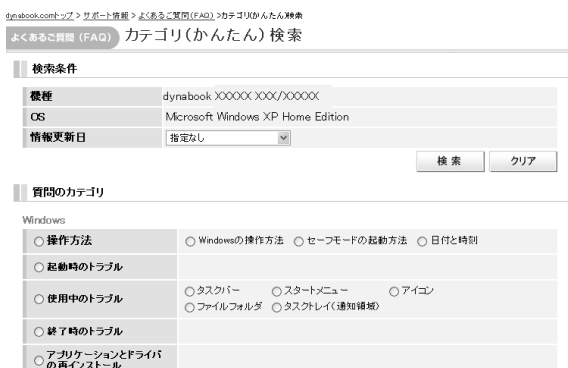 dynabook.comトップ > サポート情報 > よくあるご質問(FAQ) >カテゴリ(かんたん)検索
よくあるご質問 (FAQ) カテゴリ(かんたん) 検索
検索条件
機種 dynabook XXXXX XXX/XXXXX
OS Microsoft Windows XP Home Edition
情報更新日 指定なし
検 索 クリア
質問のカテゴリ
Windows
操作方法 Windowsの操作方法 セーフモードの起動方法 日付と時刻
起動時のトラブル
使用中のトラブル タスクバー スタートメニュー アイコン
ファイルフォルダ タスクトレイ(通知領域)
終了時のトラブル
アプリケーションとドライバ
の再インストール